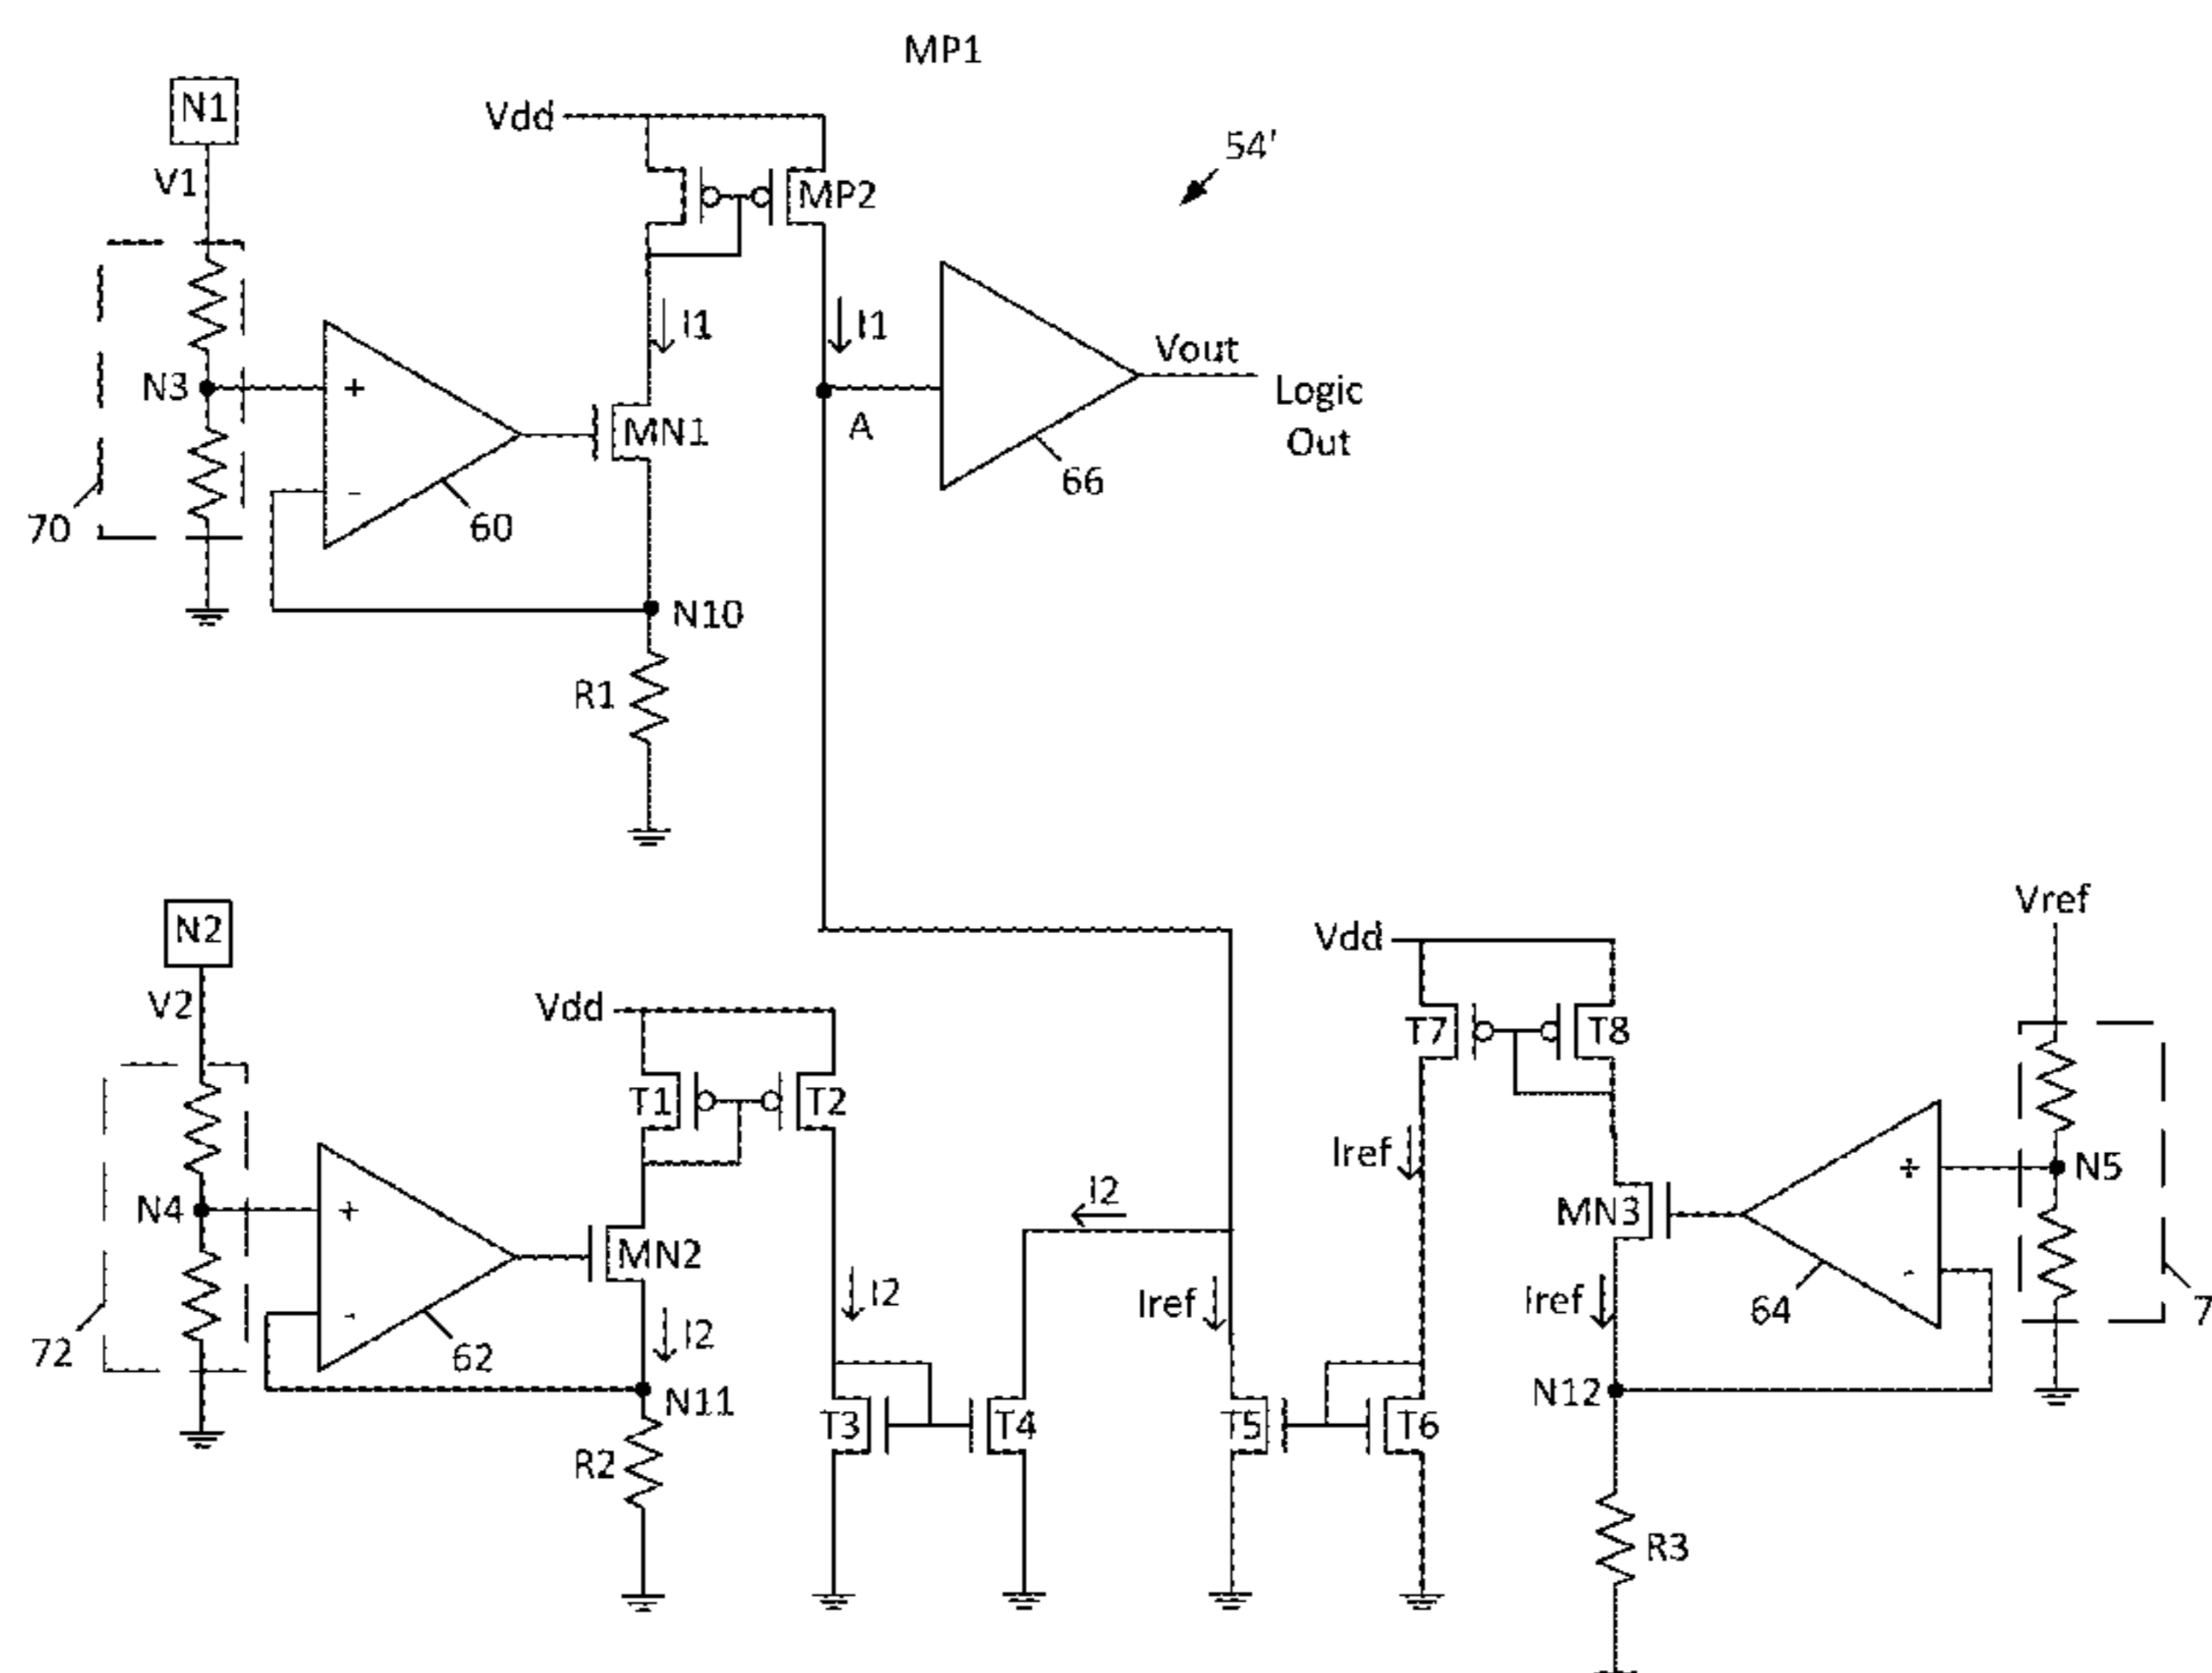 MP1
N1
Vdd
54'
V1
MP2
I1
I1
Vout
N3
+
Logic
Out
MN1
A
-
66
70
60
N10
R1
N2
Vref
Vdd
V2
Vdd
T7
T8
T1
T2
Iref
+
N5
I2
N4
+
MN3
MN2
I2
Iref
Iref
-
64
7
-
I2
72
62
N11
N12
T3
T4
T5
T6
R2
R3